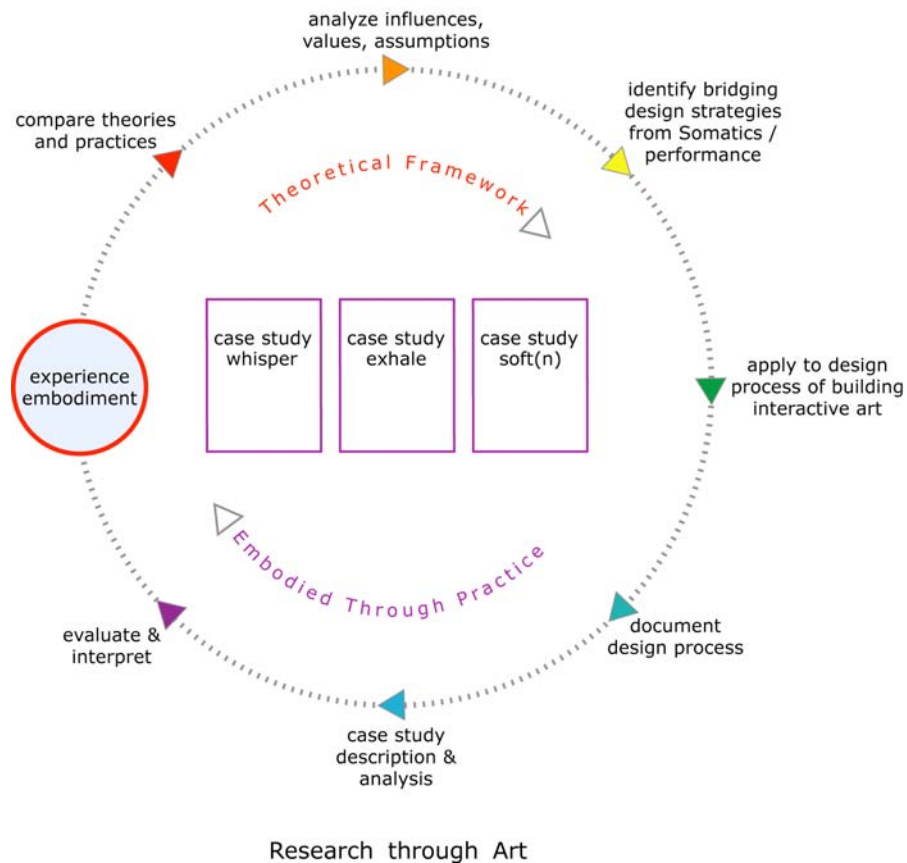 analyze influences,
values, assumptions
identify bridging
design strategies
from Somatics /
performance
compare theories
and practices
Theoretical Framework
case study
whisper
case study
exhale
case study
soft(n)
experience
embodiment
apply to design
process of building
interactive art
Embodied Through Practice
evaluate &
interpret
document
design process
case study
description &
analysis
Research through Art